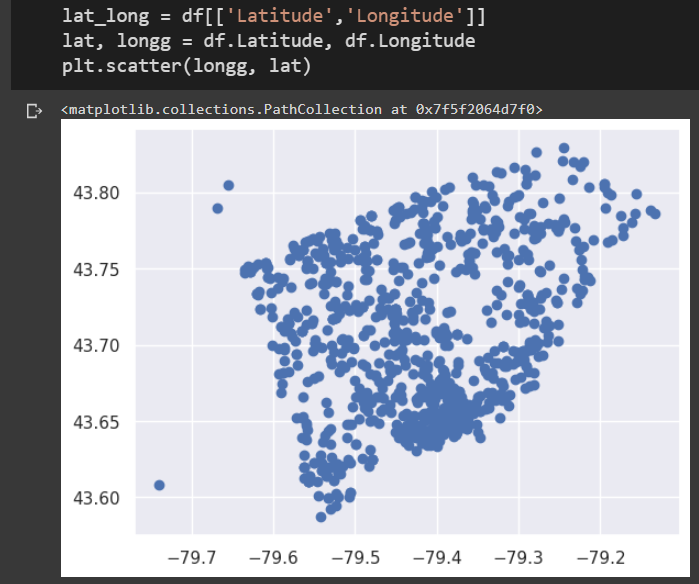 lat_long = df[['Latitude','Longitude']]
lat, longg = df.Latitude, df.Longitude
plt.scatter(longg, lat)
<matplotlib.collections.PathCollection at 0x7f5f2064d7f0>
43.80
43.75
43.70
43.65
43.60
−79.7 −79.6 −79.5 −79.4 −79.3 −79.2